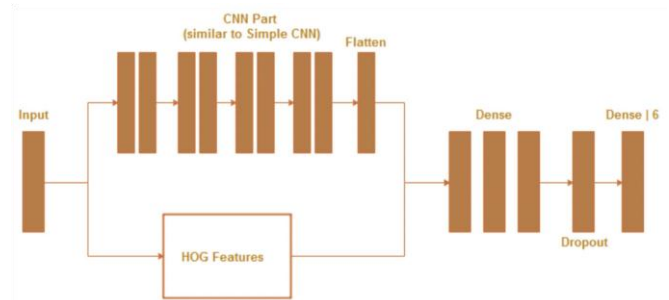 CNN Part
(similar to Simple CNN)
Flatten
Input
Dense
Dense | 6
HOG Features
Dropout